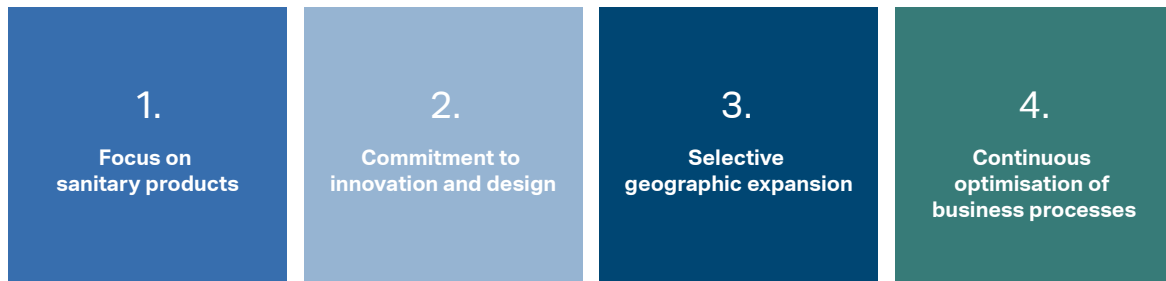 1.
Focus on
sanitary products
2.
Commitment to
innovation and design
3.
Selective
geographic expansion
4.
Continuous
optimisation of
business processes